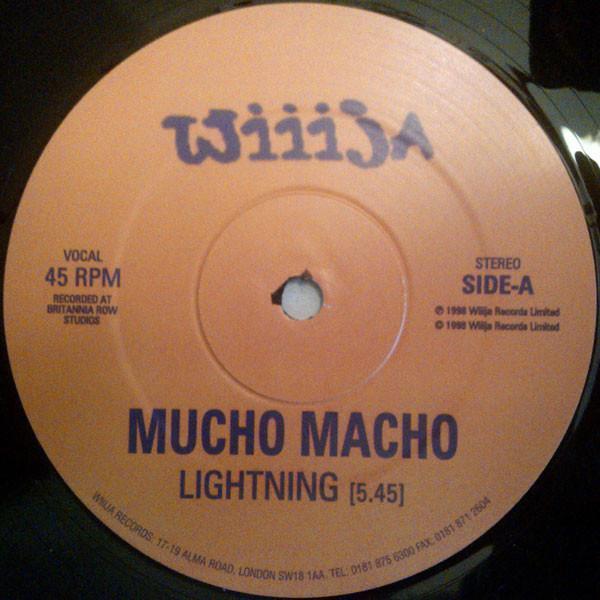 wiiija
VOCAL
45 RPM
RECORDED AT
BRITANNIA ROW
STUDIOS
STEREO
SIDE-A
℗ 1998 Wiiija Records Limited
© 1998 Wiiija Records Limited
MUCHO MACHO
LIGHTNING [5.45]
WIIIJA RECORDS: 17-19 ALMA ROAD, LONDON SW18 1AA. TEL: 0181 875 6300 FAX. 0181 871 2604